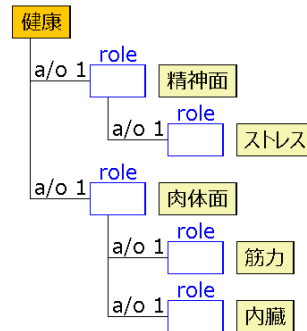 健康
role
a/o 1
精神面
role
a/o 1
ストレス
role
a/o 1
肉体面
role
a/o 1
筋力
role
a/o 1
内臓